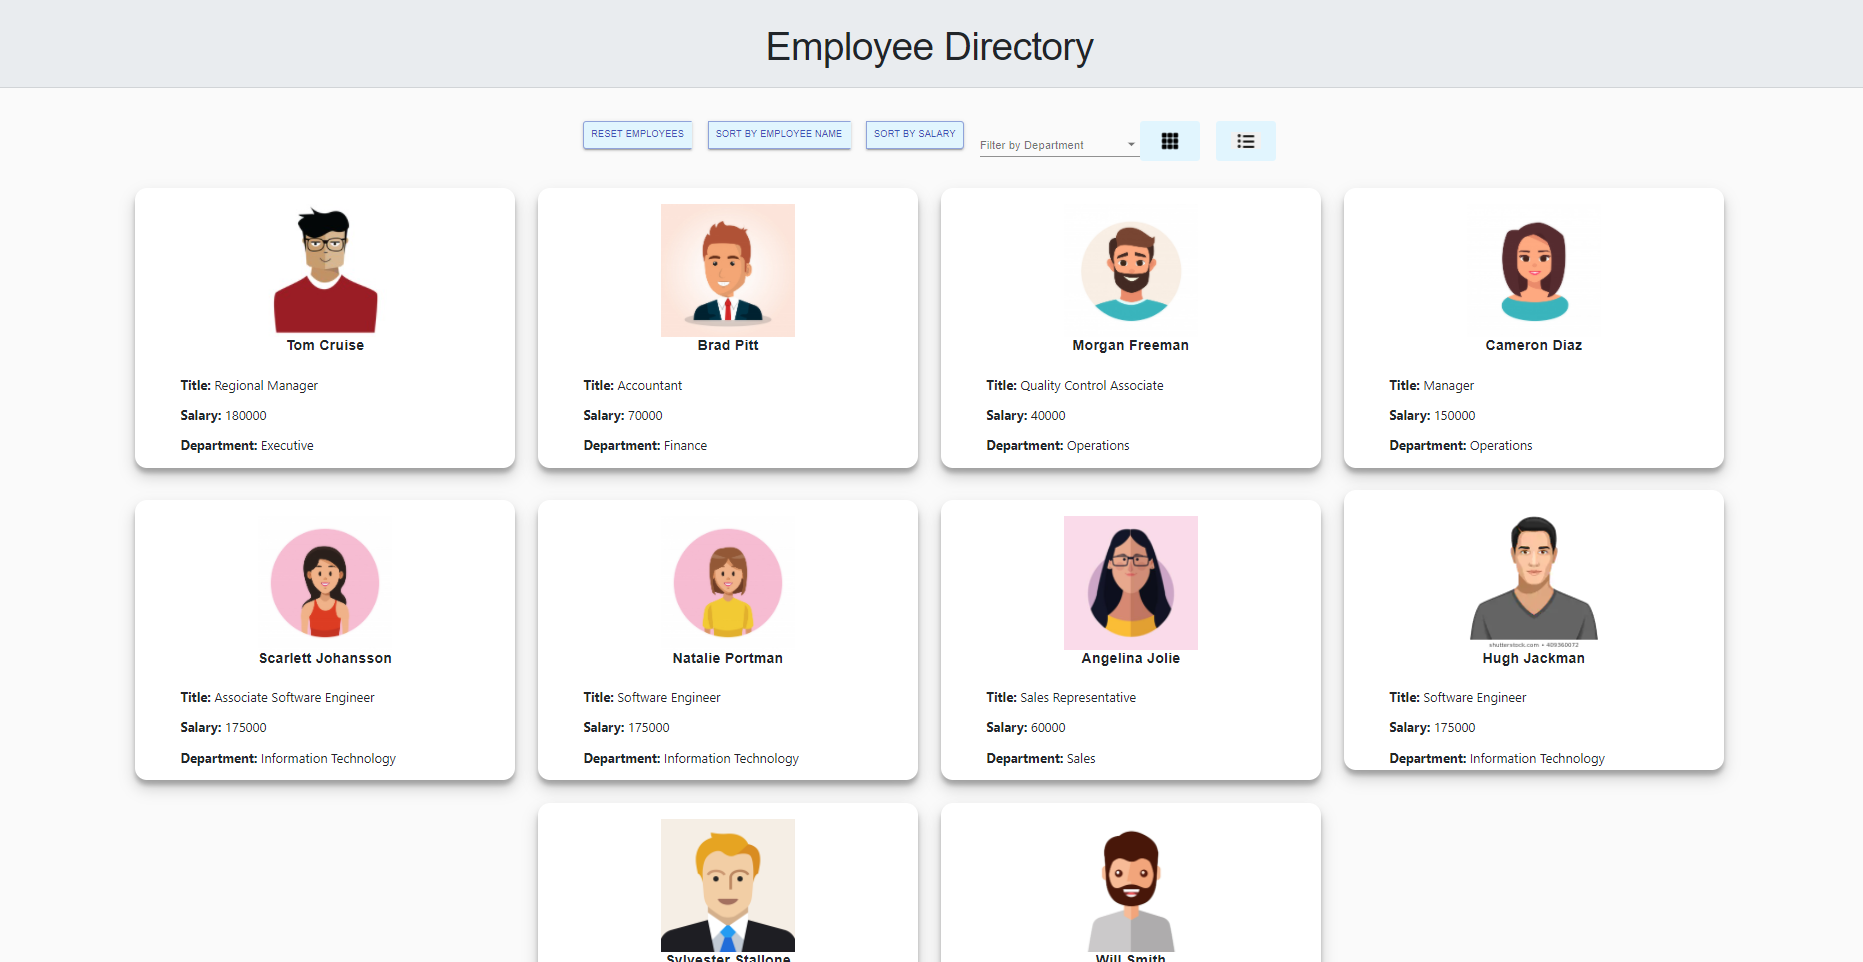 Employee Directory
RESET EMPLOYEES
SORT BY EMPLOYEE NAME
SORT BY SALARY
Filter by Department
Tom Cruise
Title: Regional Manager
Salary: 180000
Department: Executive
Brad Pitt
Title: Accountant
Salary: 70000
Department: Finance
Morgan Freeman
Title: Quality Control Associate
Salary: 40000
Department: Operations
Cameron Diaz
Title: Manager
Salary: 150000
Department: Operations
Scarlett Johansson
Title: Associate Software Engineer
Salary: 175000
Department: Information Technology
Natalie Portman
Title: Software Engineer
Salary: 175000
Department: Information Technology
Angelina Jolie
Title: Sales Representative
Salary: 60000
Department: Sales
shutterstock.com • 409360072
Hugh Jackman
Title: Software Engineer
Salary: 175000
Department: Information Technology
Sylvester Stallone
Will Smith